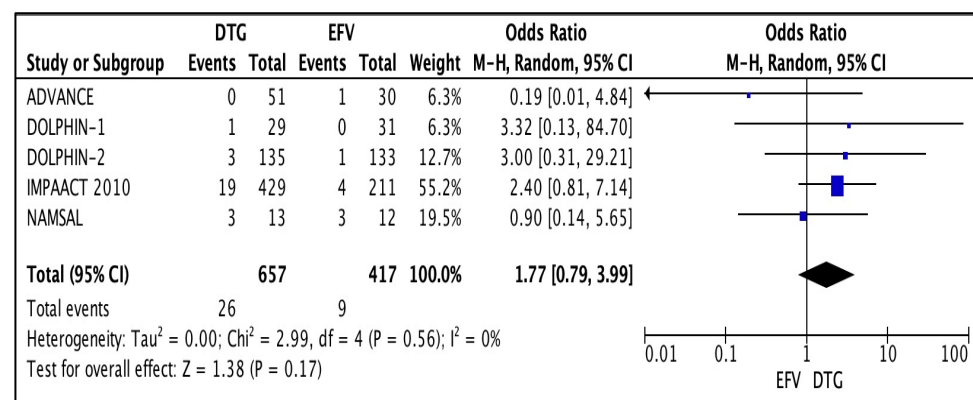 DTG EFV Odds Ratio Odds Ratio
Study or Subgroup Events Total Events Total Weight M-H, Random, 95% CI M-H, Random, 95% CI
ADVANCE 0 51 1 30 6.3% 0.19 [0.01, 4.84]
DOLPHIN-1 1 29 0 31 6.3% 3.32 [0.13, 84.70]
DOLPHIN-2 3 135 1 133 12.7% 3.00 [0.31, 29.21]
IMPAACT 2010 19 429 4 211 55.2% 2.40 [0.81, 7.14]
NAMSAL 3 13 3 12 19.5% 0.90 [0.14, 5.65]
Total (95% CI) 657 417 100.0% 1.77 [0.79, 3.99]
Total events 26 9
Heterogeneity: Tau² = 0.00; Chi² = 2.99, df = 4 (P = 0.56); I² = 0%
Test for overall effect: Z = 1.38 (P = 0.17)
0.01 0.1 1 10 100
EFV DTG